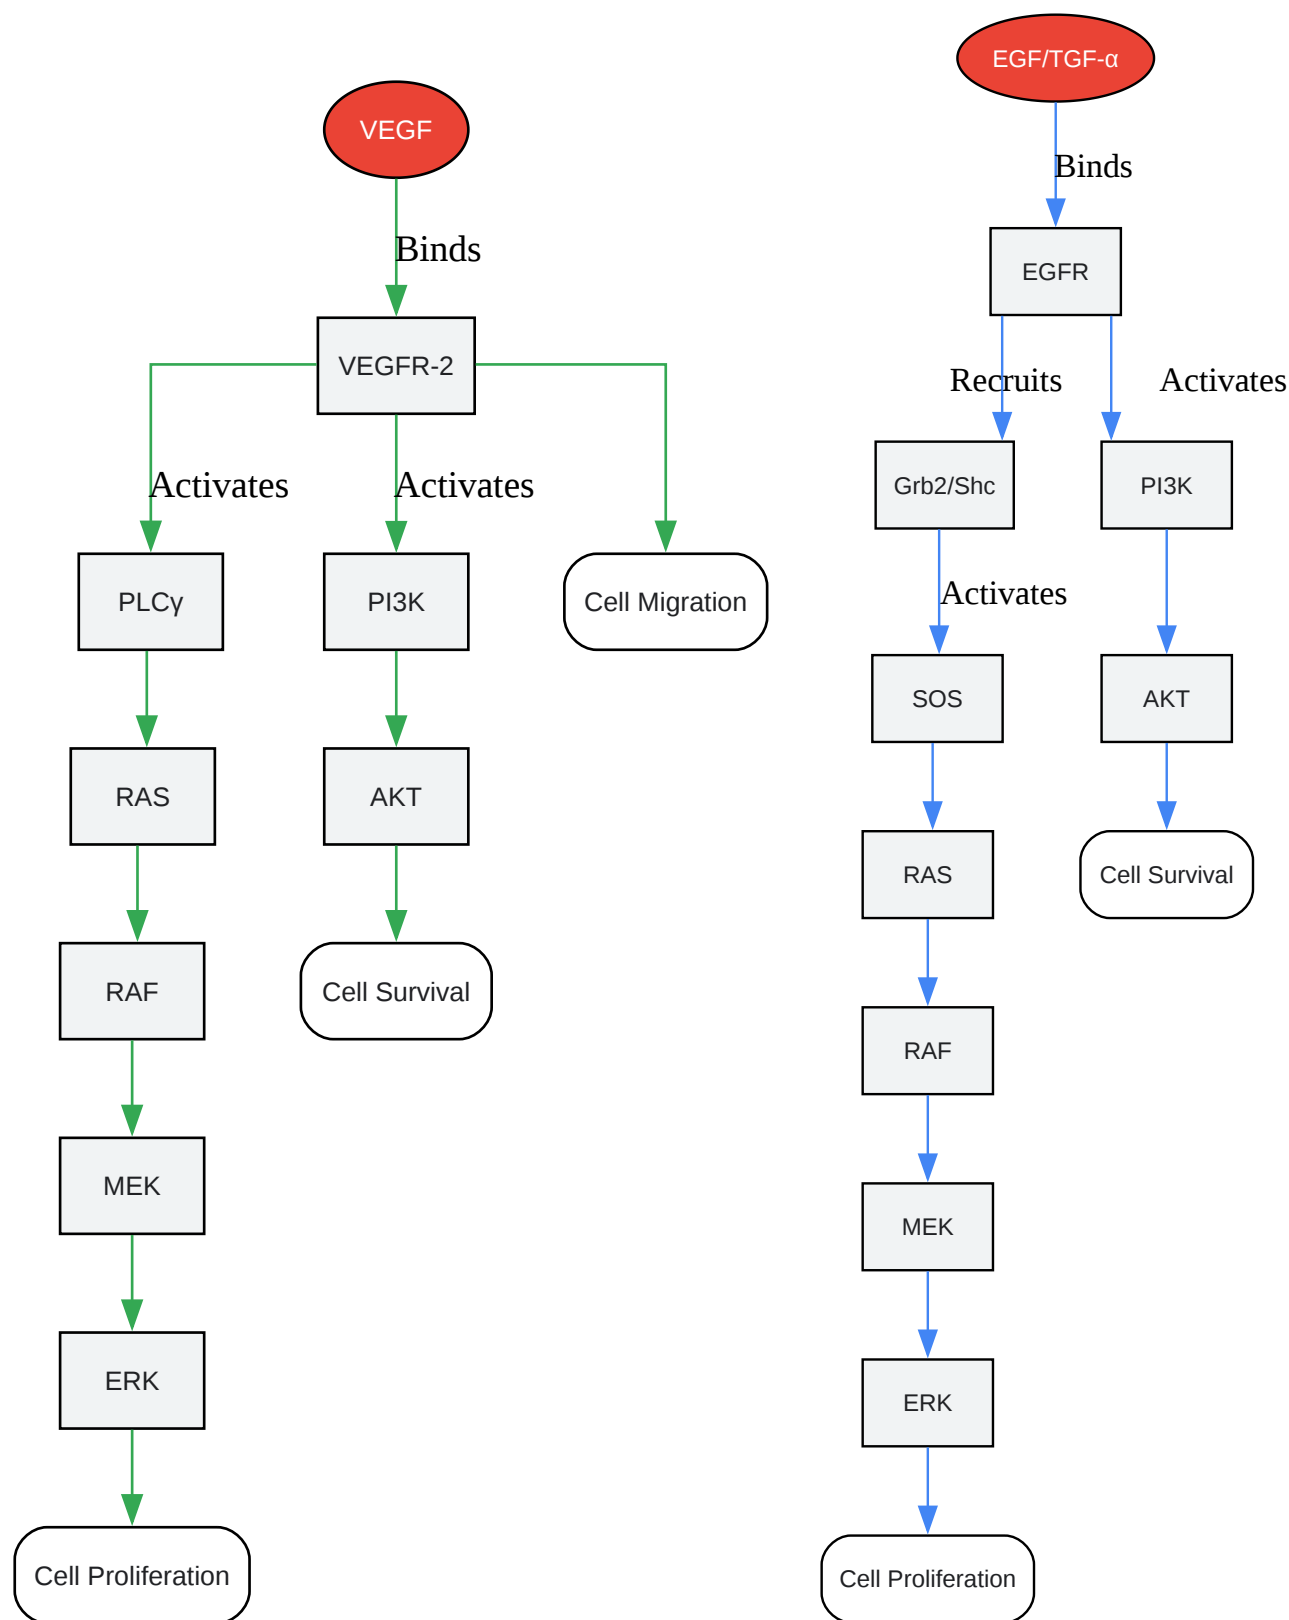 VEGF
Binds
VEGFR-2
Activates
Activates
PLCγ
PI3K
Cell Migration
RAS
AKT
RAF
Cell Survival
MEK
ERK
Cell Proliferation
EGF/TGF-α
Binds
EGFR
Recruits
Activates
Grb2/Shc
PI3K
Activates
SOS
AKT
RAS
Cell Survival
RAF
MEK
ERK
Cell Proliferation